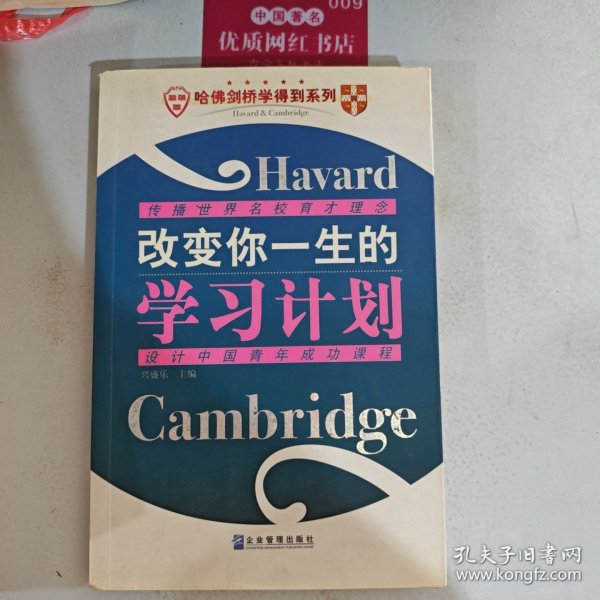 009
中国著名
优质网红书店
哈佛剑桥学得到系列
Havard & Cambridge
Havard
传播世界名校育才理念
改变你一生的
学习计划
设计中国青年成功课程
兴盛乐 主编
Cambridge
企业管理出版社
孔夫子旧书网
www.kongfz.com